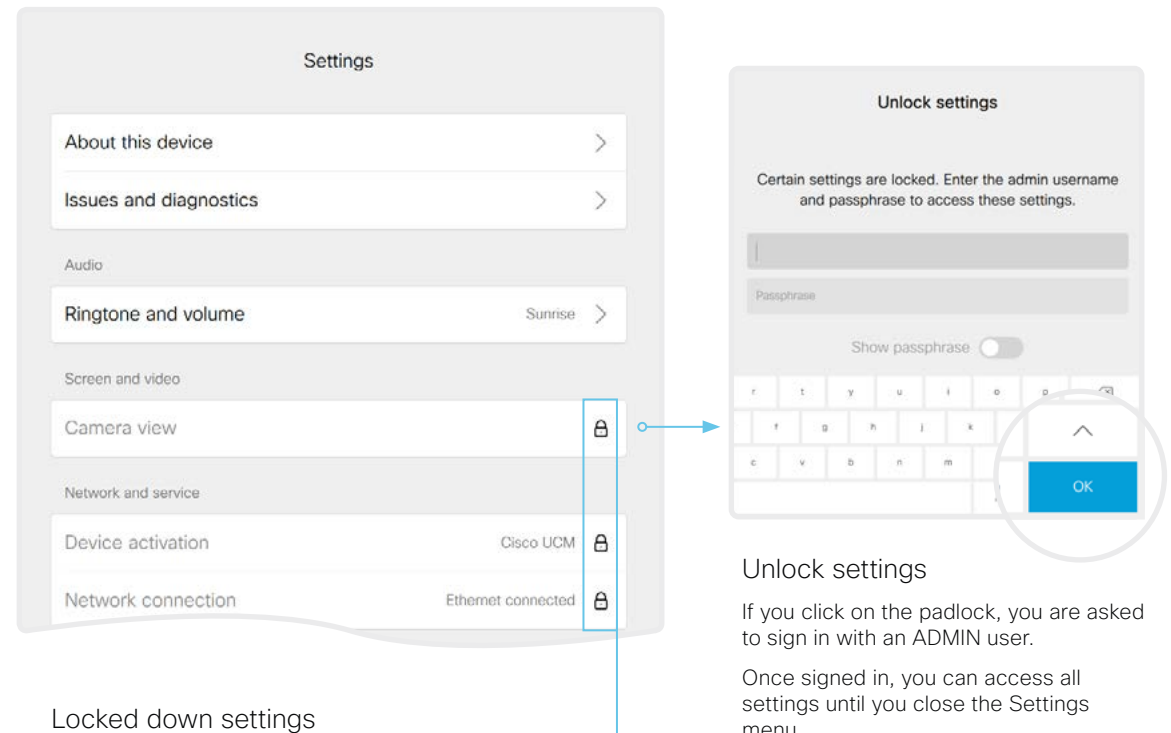 Settings
About this device
Issues and diagnostics
Audio
Ringtone and volume Sunrise
Screen and video
Camera view
Network and service
Device activation Cisco UCM
Network connection Ethernet connected
Locked down settings
Unlock settings
Certain settings are locked. Enter the admin username
and passphrase to access these settings.
Passphrase
Show passphrase
r t y u i o p
f g h j k
c v b n m
OK
Unlock settings
If you click on the padlock, you are asked
to sign in with an ADMIN user.
Once signed in, you can access all
settings until you close the Settings
menu